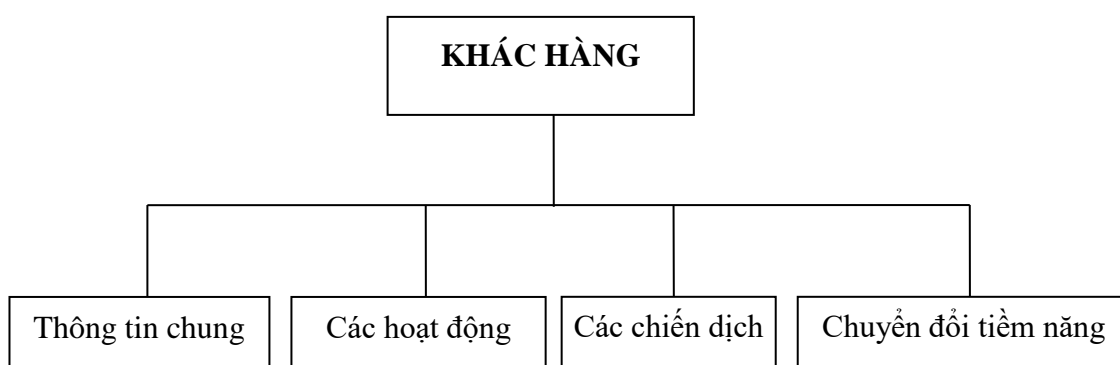 KHÁC HÀNG
Thông tin chung
Các hoạt động
Các chiến dịch
Chuyển đổi tiềm năng